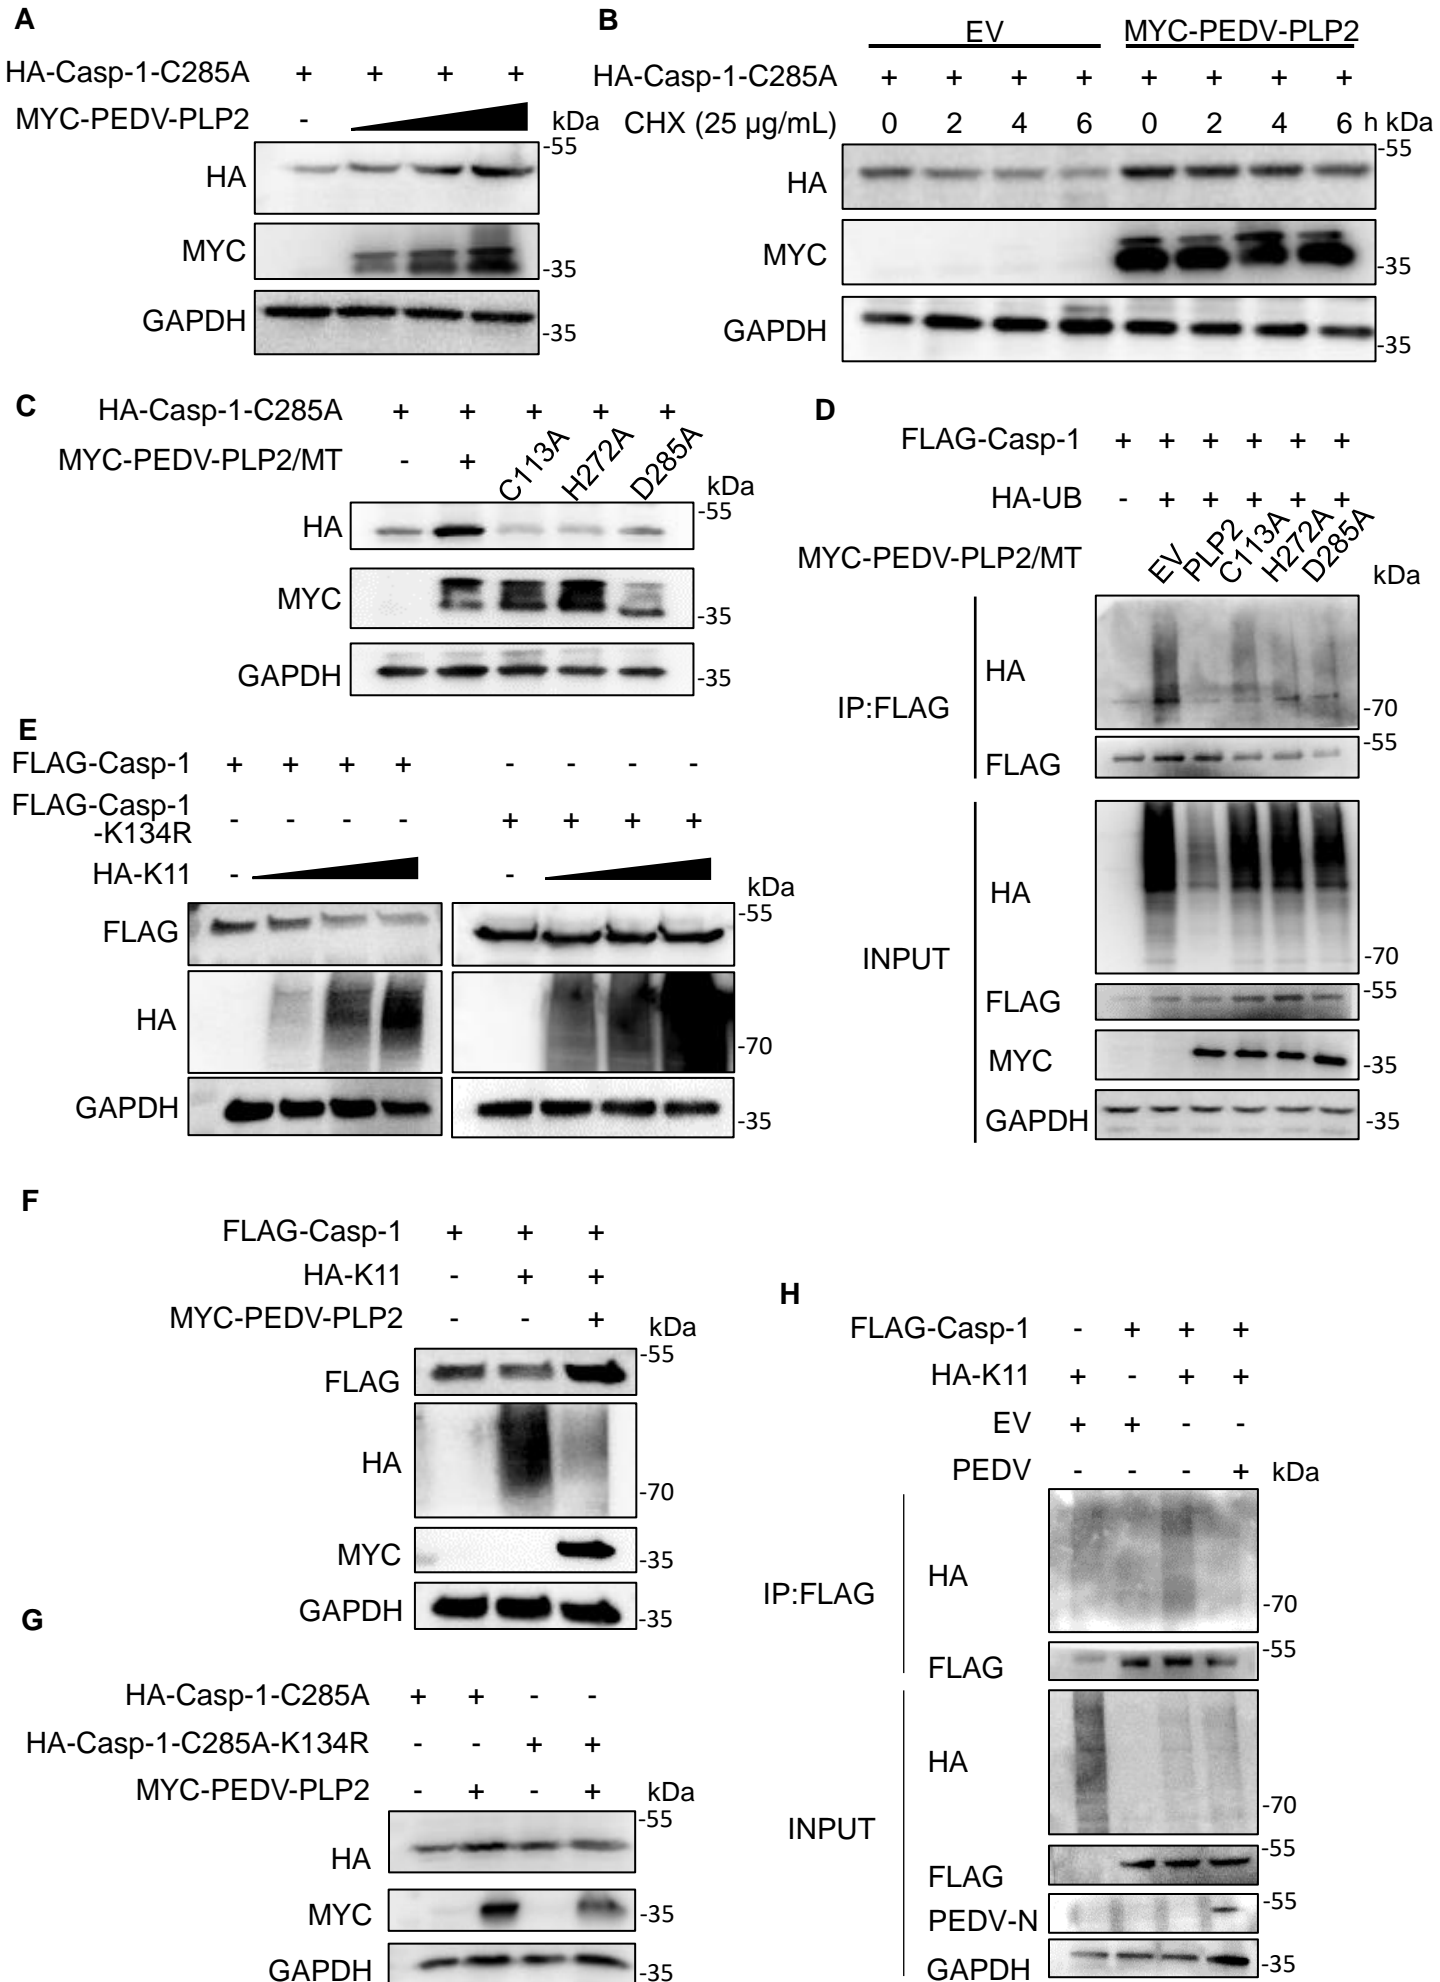 A
HA-Casp-1-C285A + + + +
MYC-PEDV-PLP2 - kDa
HA -55
MYC -35
GAPDH -35
B
EV MYC-PEDV-PLP2
HA-Casp-1-C285A + + + + + + + +
CHX (25 µg/mL) 0 2 4 6 0 2 4 6 h kDa
HA -55
MYC -35
GAPDH -35
C
HA-Casp-1-C285A + + + + +
MYC-PEDV-PLP2/MT - + C113A H272A D285A kDa
HA -55
MYC -35
GAPDH -35
D
FLAG-Casp-1 + + + + + +
HA-UB - + + + + +
MYC-PEDV-PLP2/MT EV PLP2 C113A H272A D285A kDa
IP:FLAG
HA -70
FLAG -55
INPUT
HA -70
FLAG -55
MYC -35
GAPDH -35
E
FLAG-Casp-1 + + + + - - - -
FLAG-Casp-1
-K134R - - - - + + + +
HA-K11 - - kDa
FLAG -55
HA -70
GAPDH -35
F
FLAG-Casp-1 + + +
HA-K11 - + +
MYC-PEDV-PLP2 - - + kDa
FLAG -55
HA -70
MYC -35
GAPDH -35
G
HA-Casp-1-C285A + + - -
HA-Casp-1-C285A-K134R - - + +
MYC-PEDV-PLP2 - + - + kDa
HA -55
MYC -35
GAPDH -35
H
FLAG-Casp-1 - + + +
HA-K11 + - + +
EV + + - -
PEDV - - - + kDa
IP:FLAG
HA -70
FLAG -55
INPUT
HA -70
FLAG -55
PEDV-N -55
GAPDH -35